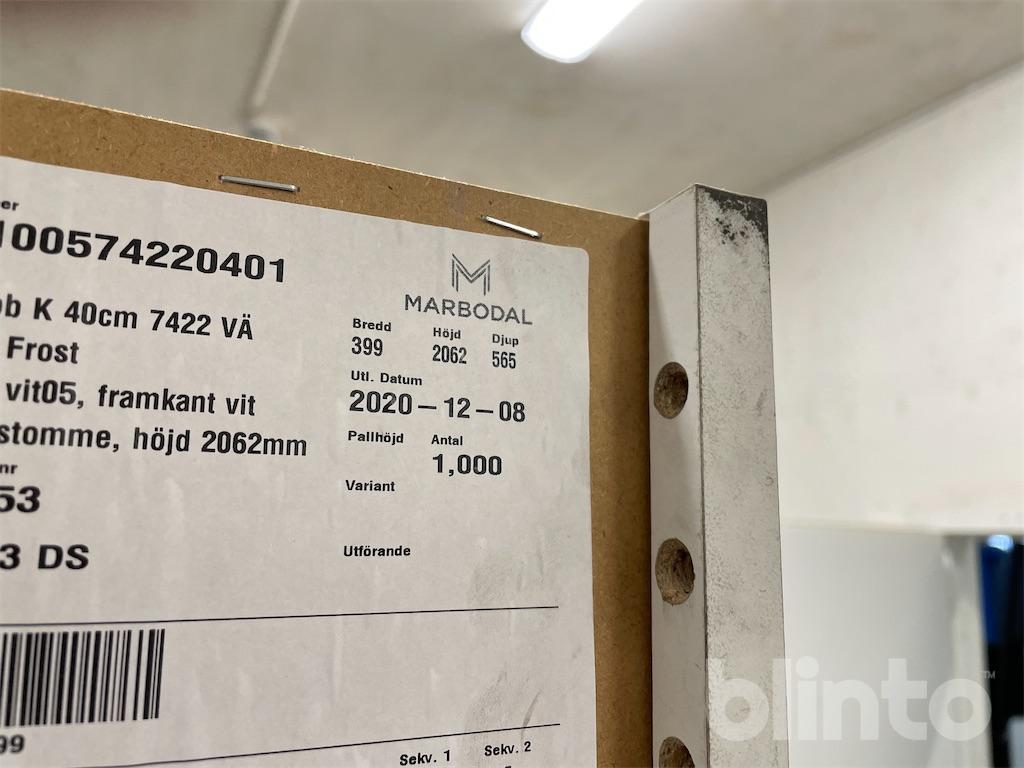 er
100574220401
MARBODAL
bb K 40cm 7422 VÄ
Frost
vit05, framkant vit
stomme, höjd 2062mm
nr
53
3 DS
Bredd Höjd Djup
399 2062 565
Utl. Datum
2020-12-08
Pallhöjd Antal
1,000
Variant
Utförande
99
Sekv. 1 Sekv. 2
blinto™